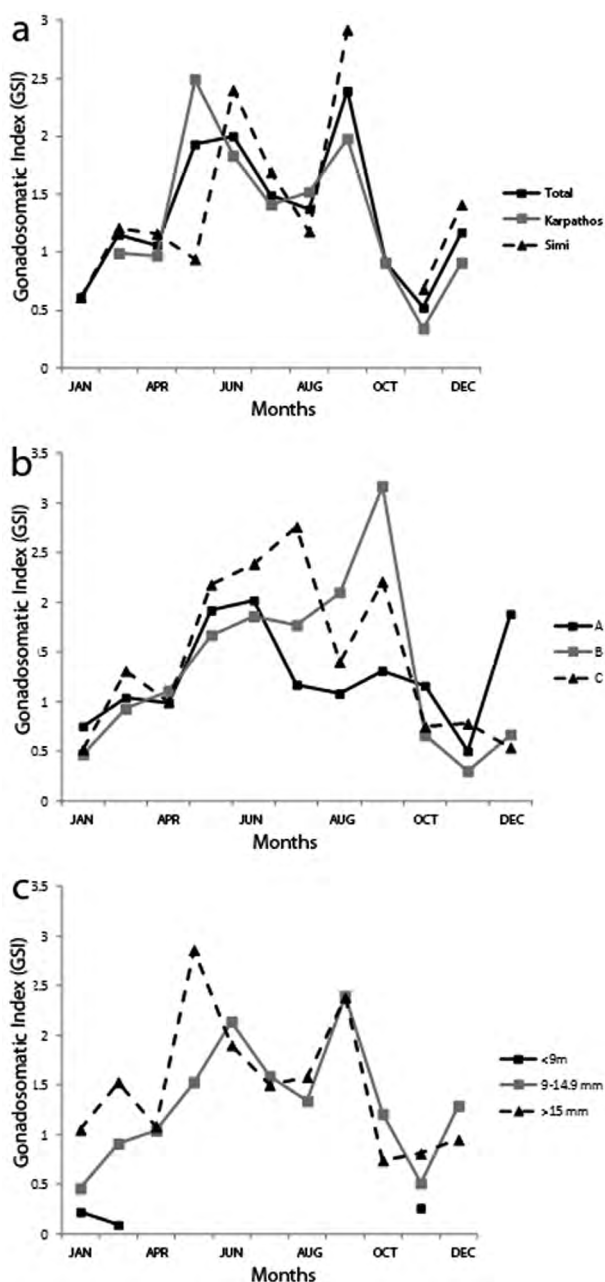 a
Gonadosomatic Index (GSI)
3
2.5
2
1.5
1
0.5
0
JAN APR JUN AUG OCT DEC
Months
Total
Karpathos
Simi
b
Gonadosomatic Index (GSI)
3.5
3
2.5
2
1.5
1
0.5
0
JAN APR JUN AUG OCT DEC
Months
A
B
C
c
Gonadosomatic Index (GSI)
3.5
3
2.5
2
1.5
1
0.5
0
JAN APR JUN AUG OCT DEC
Months
<9m
9-14.9 mm
>15 mm